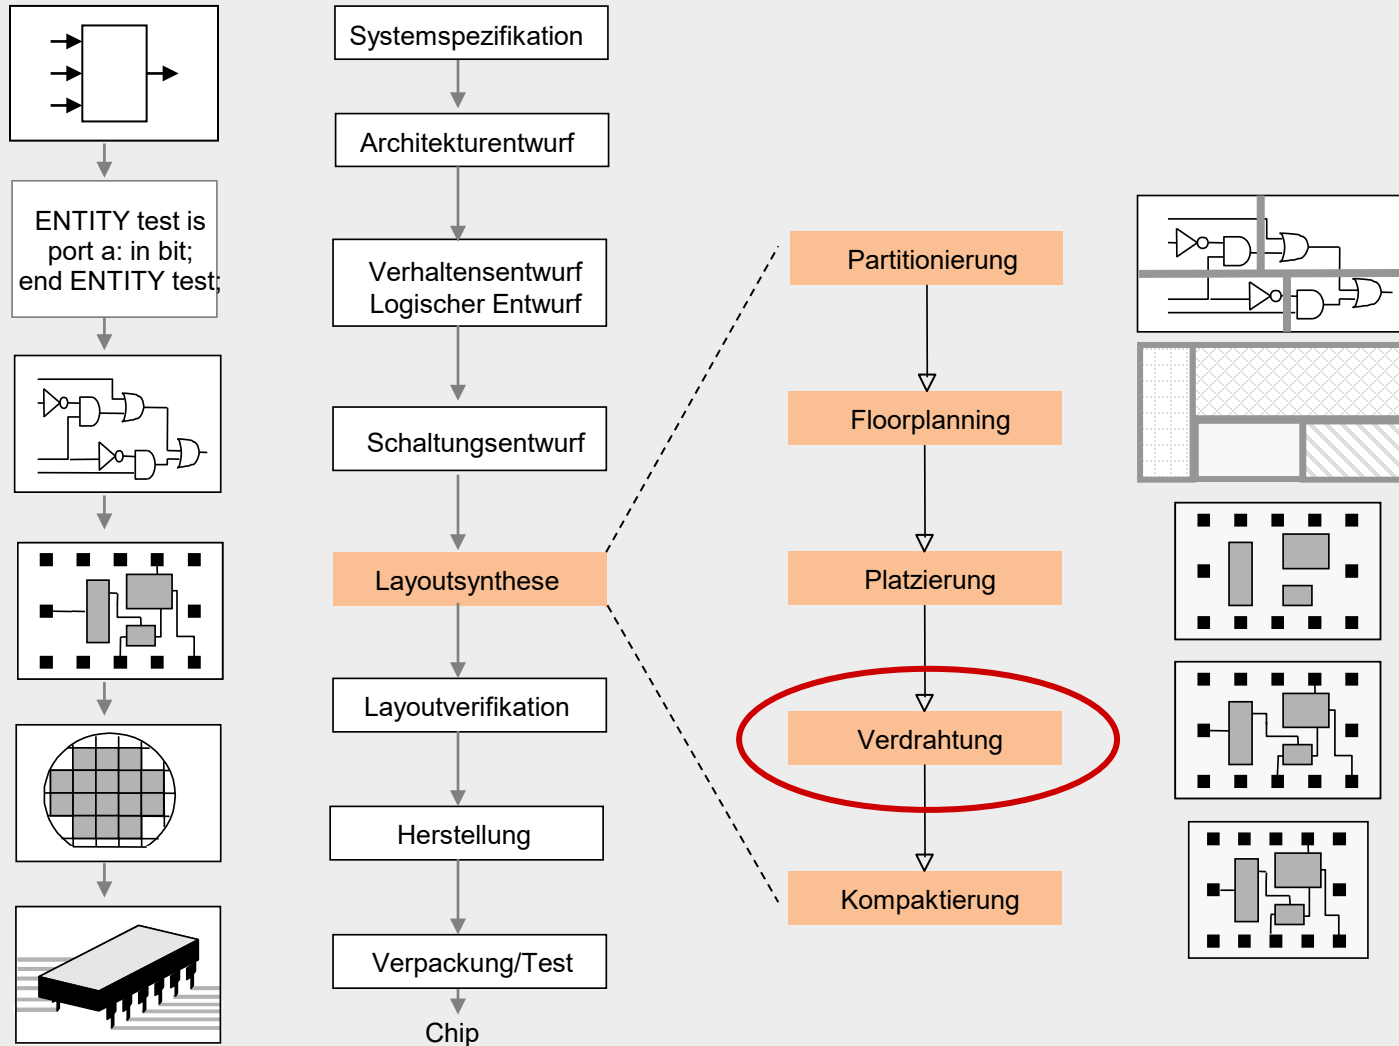 ENTITY test is
port a: in bit;
end ENTITY test;
Systemspezifikation
Architekturentwurf
Verhaltensentwurf
Logischer Entwurf
Schaltungsentwurf
Layoutsynthese
Layoutverifikation
Herstellung
Verpackung/Test
Chip
Partitionierung
Floorplanning
Platzierung
Verdrahtung
Kompaktierung